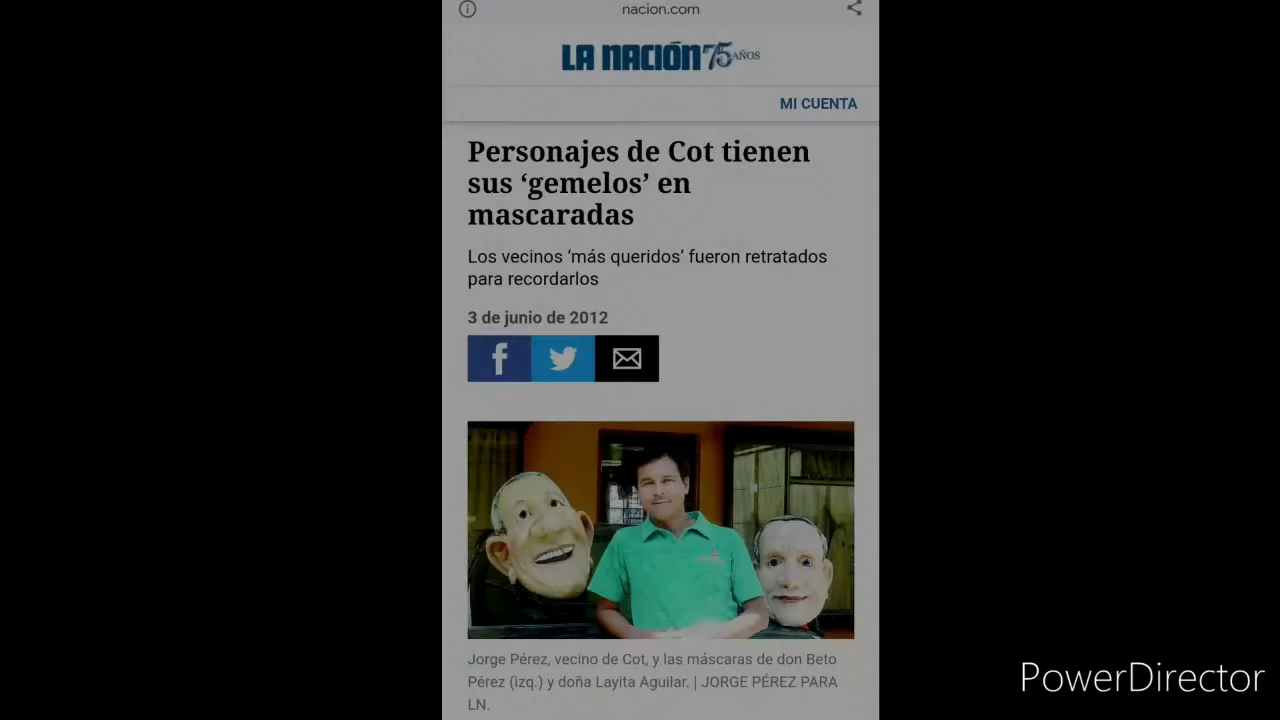 nacion.com
LA NACIÓN 75 AÑOS
MI CUENTA
Personajes de Cot tienen
sus ‘gemelos’ en
mascaradas
Los vecinos ‘más queridos’ fueron retratados
para recordarlos
3 de junio de 2012
Jorge Pérez, vecino de Cot, y las máscaras de don Beto
Pérez (izq.) y doña Layita Aguilar. | JORGE PÉREZ PARA
LN.
PowerDirector